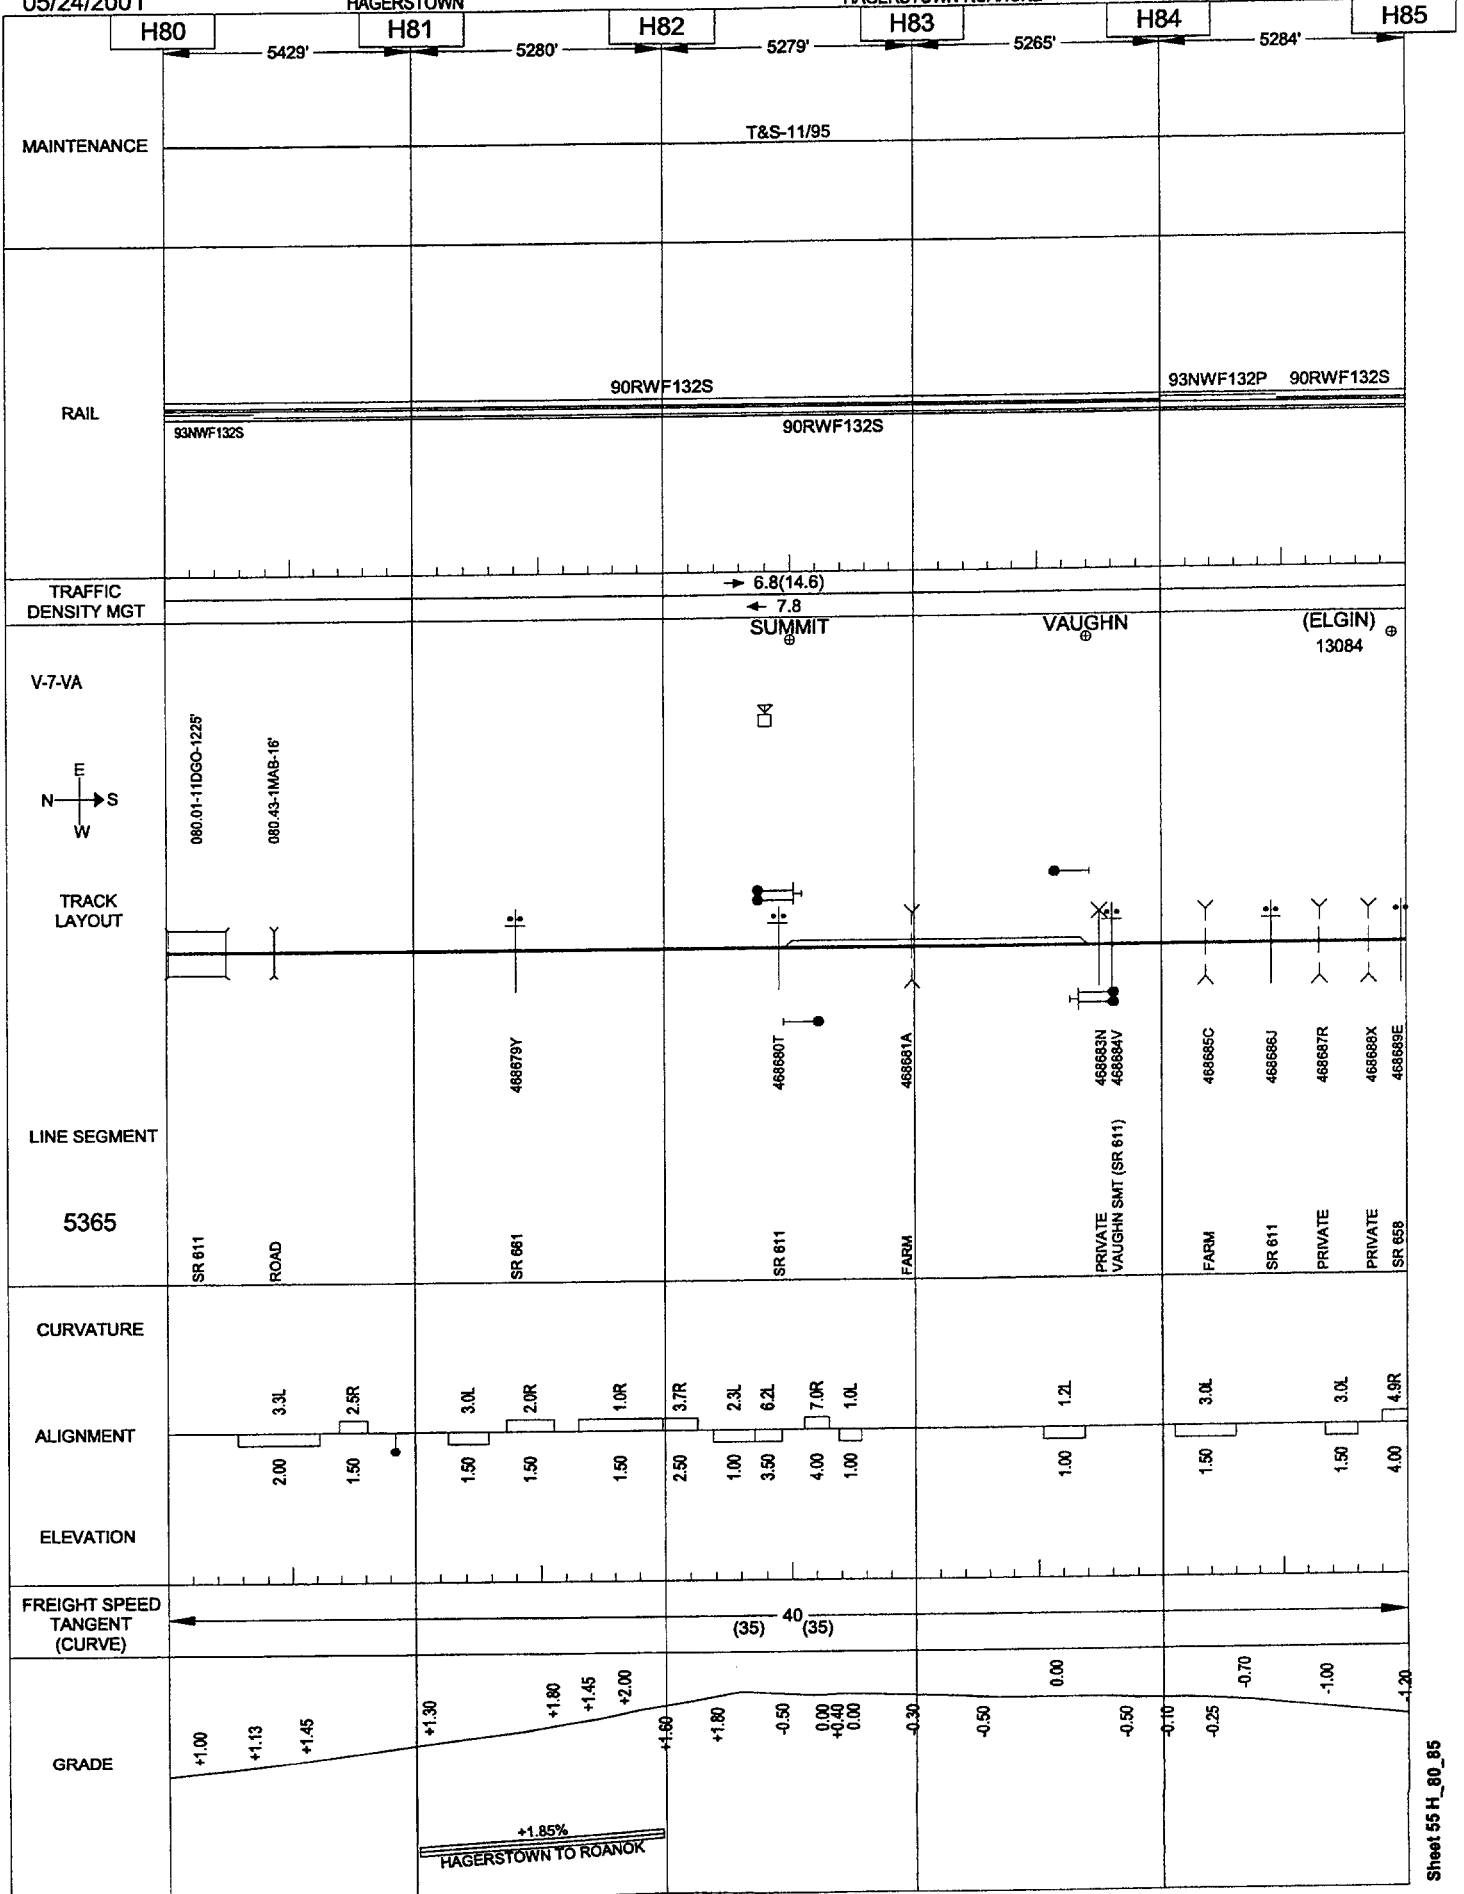 05/24/2001
HAGERSTOWN
H80 H81 H82 H83 H84 H85
5429' 5280' 5279' 5265' 5284'
MAINTENANCE
T&S-11/95
RAIL
90RWF132S
93NWF132P 90RWF132S
93NWF132S
90RWF132S
TRAFFIC
DENSITY MGT
6.8(14.6)
7.8
SUMMIT VAUGHN (ELGIN)
13084
V-7-VA
080.01-11DGO-1225'
080.43-1MAB-16'
E
N S
W
TRACK
LAYOUT
468679Y
468680T
468681A
468683N
468684V
468685C
468686J
468687R
468688X
468689E
LINE SEGMENT
5365
SR 611
ROAD
SR 661
SR 611
FARM
PRIVATE
VAUGHN SMT (SR 611)
FARM
SR 611
PRIVATE
PRIVATE
SR 658
CURVATURE
3.3L 2.5R 3.0L 2.0R 1.0R 3.7R 2.3L 6.2L 7.0R 1.0L 1.2L 3.0L 3.0L 4.9R
ALIGNMENT
2.00 1.50 1.50 1.50 1.50 2.50 1.00 3.50 4.00 1.00 1.00 1.50 1.50 4.00
ELEVATION
FREIGHT SPEED
TANGENT
(CURVE)
40
(35) (35)
GRADE
+1.00 +1.13 +1.45 +1.30 +1.80 +1.45 +2.00 +1.60 +1.80 -0.50 0.00 +0.40 0.00 -0.30 -0.50 0.00 -0.50 -0.10 -0.25 -0.70 -1.00 -1.20
+1.85%
HAGERSTOWN TO ROANOK
Sheet 55 H_80_85